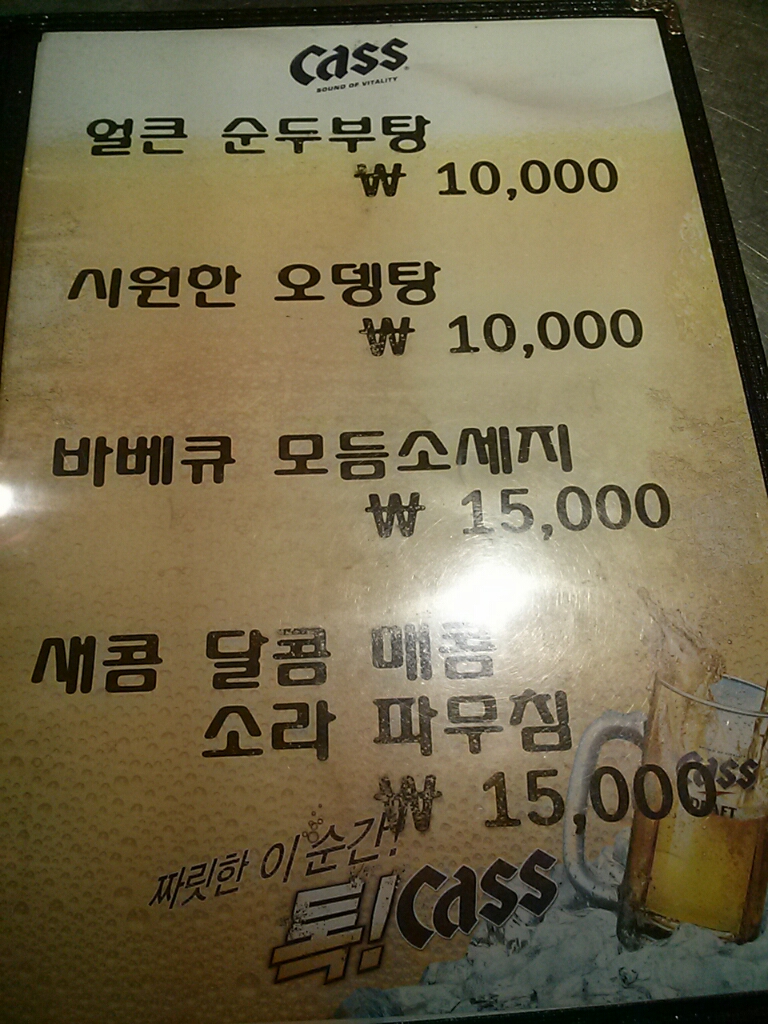 Cass
SOUND OF VITALITY
얼큰 순두부탕
₩ 10,000
시원한 오뎅탕
₩ 10,000
바베큐 모듬소세지
₩ 15,000
새콤 달콤 매콤
소라 파무침
₩ 15,000
Cass
짜릿한 이 순간!
톡! Cass